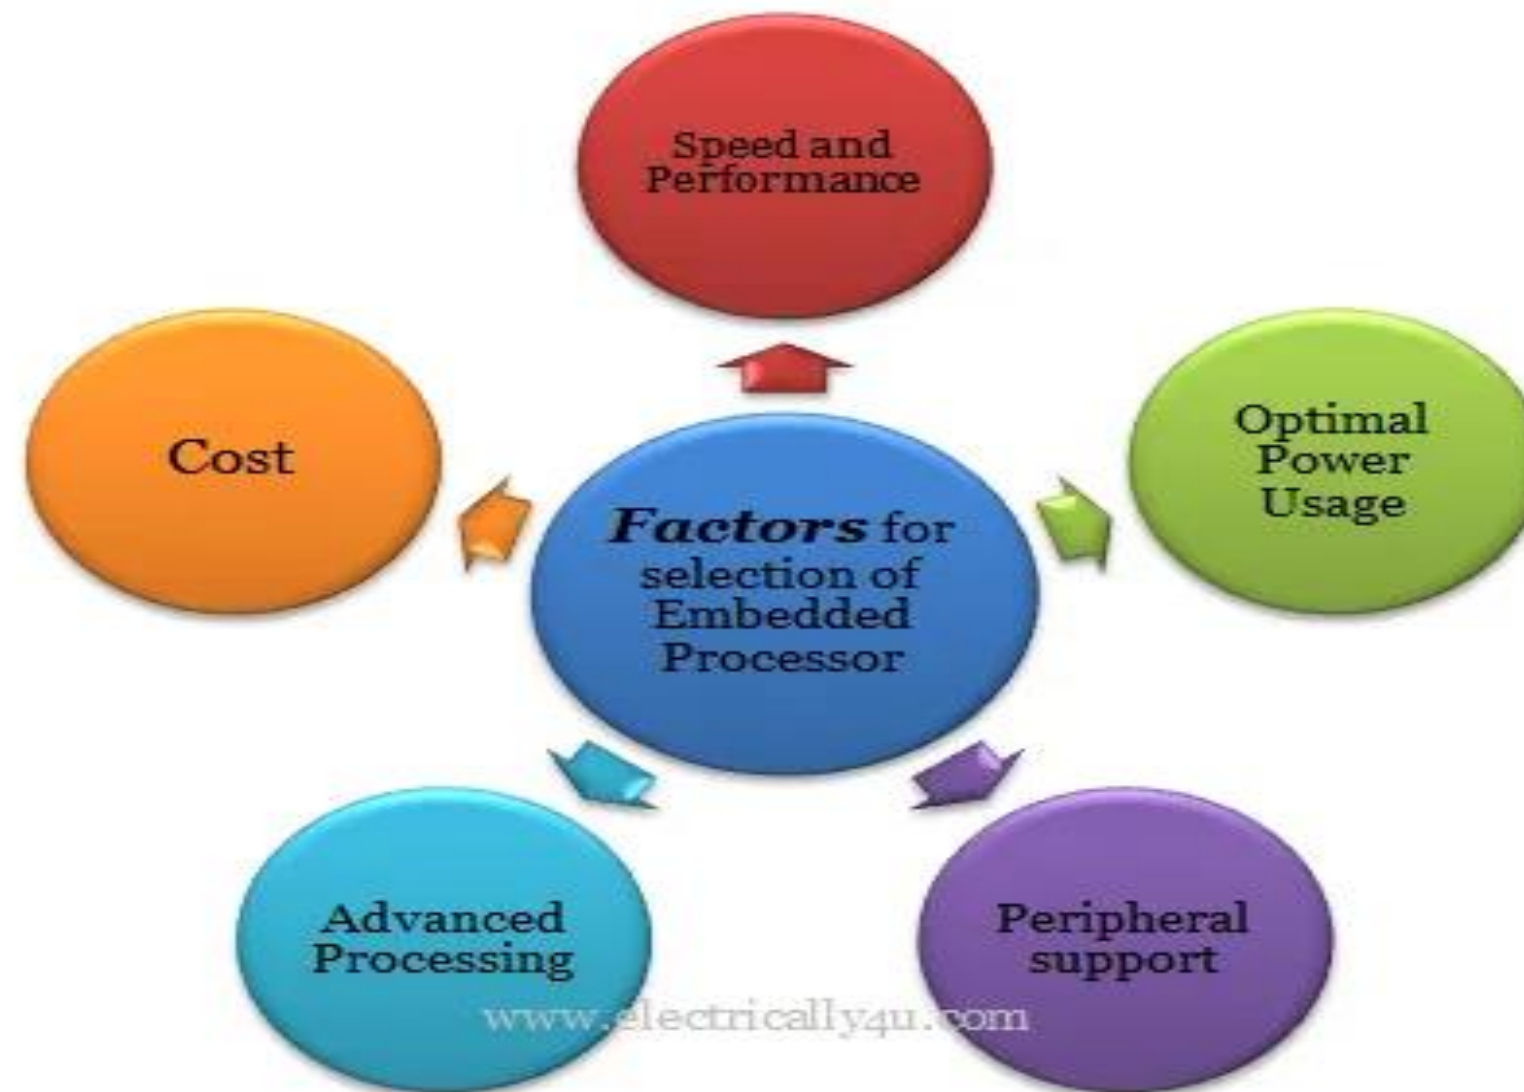 Speed and
Performance
Cost
Optimal
Power
Usage
Factors for
selection of
Embedded
Processor
Advanced
Processing
Peripheral
support
www.electrically4u.com